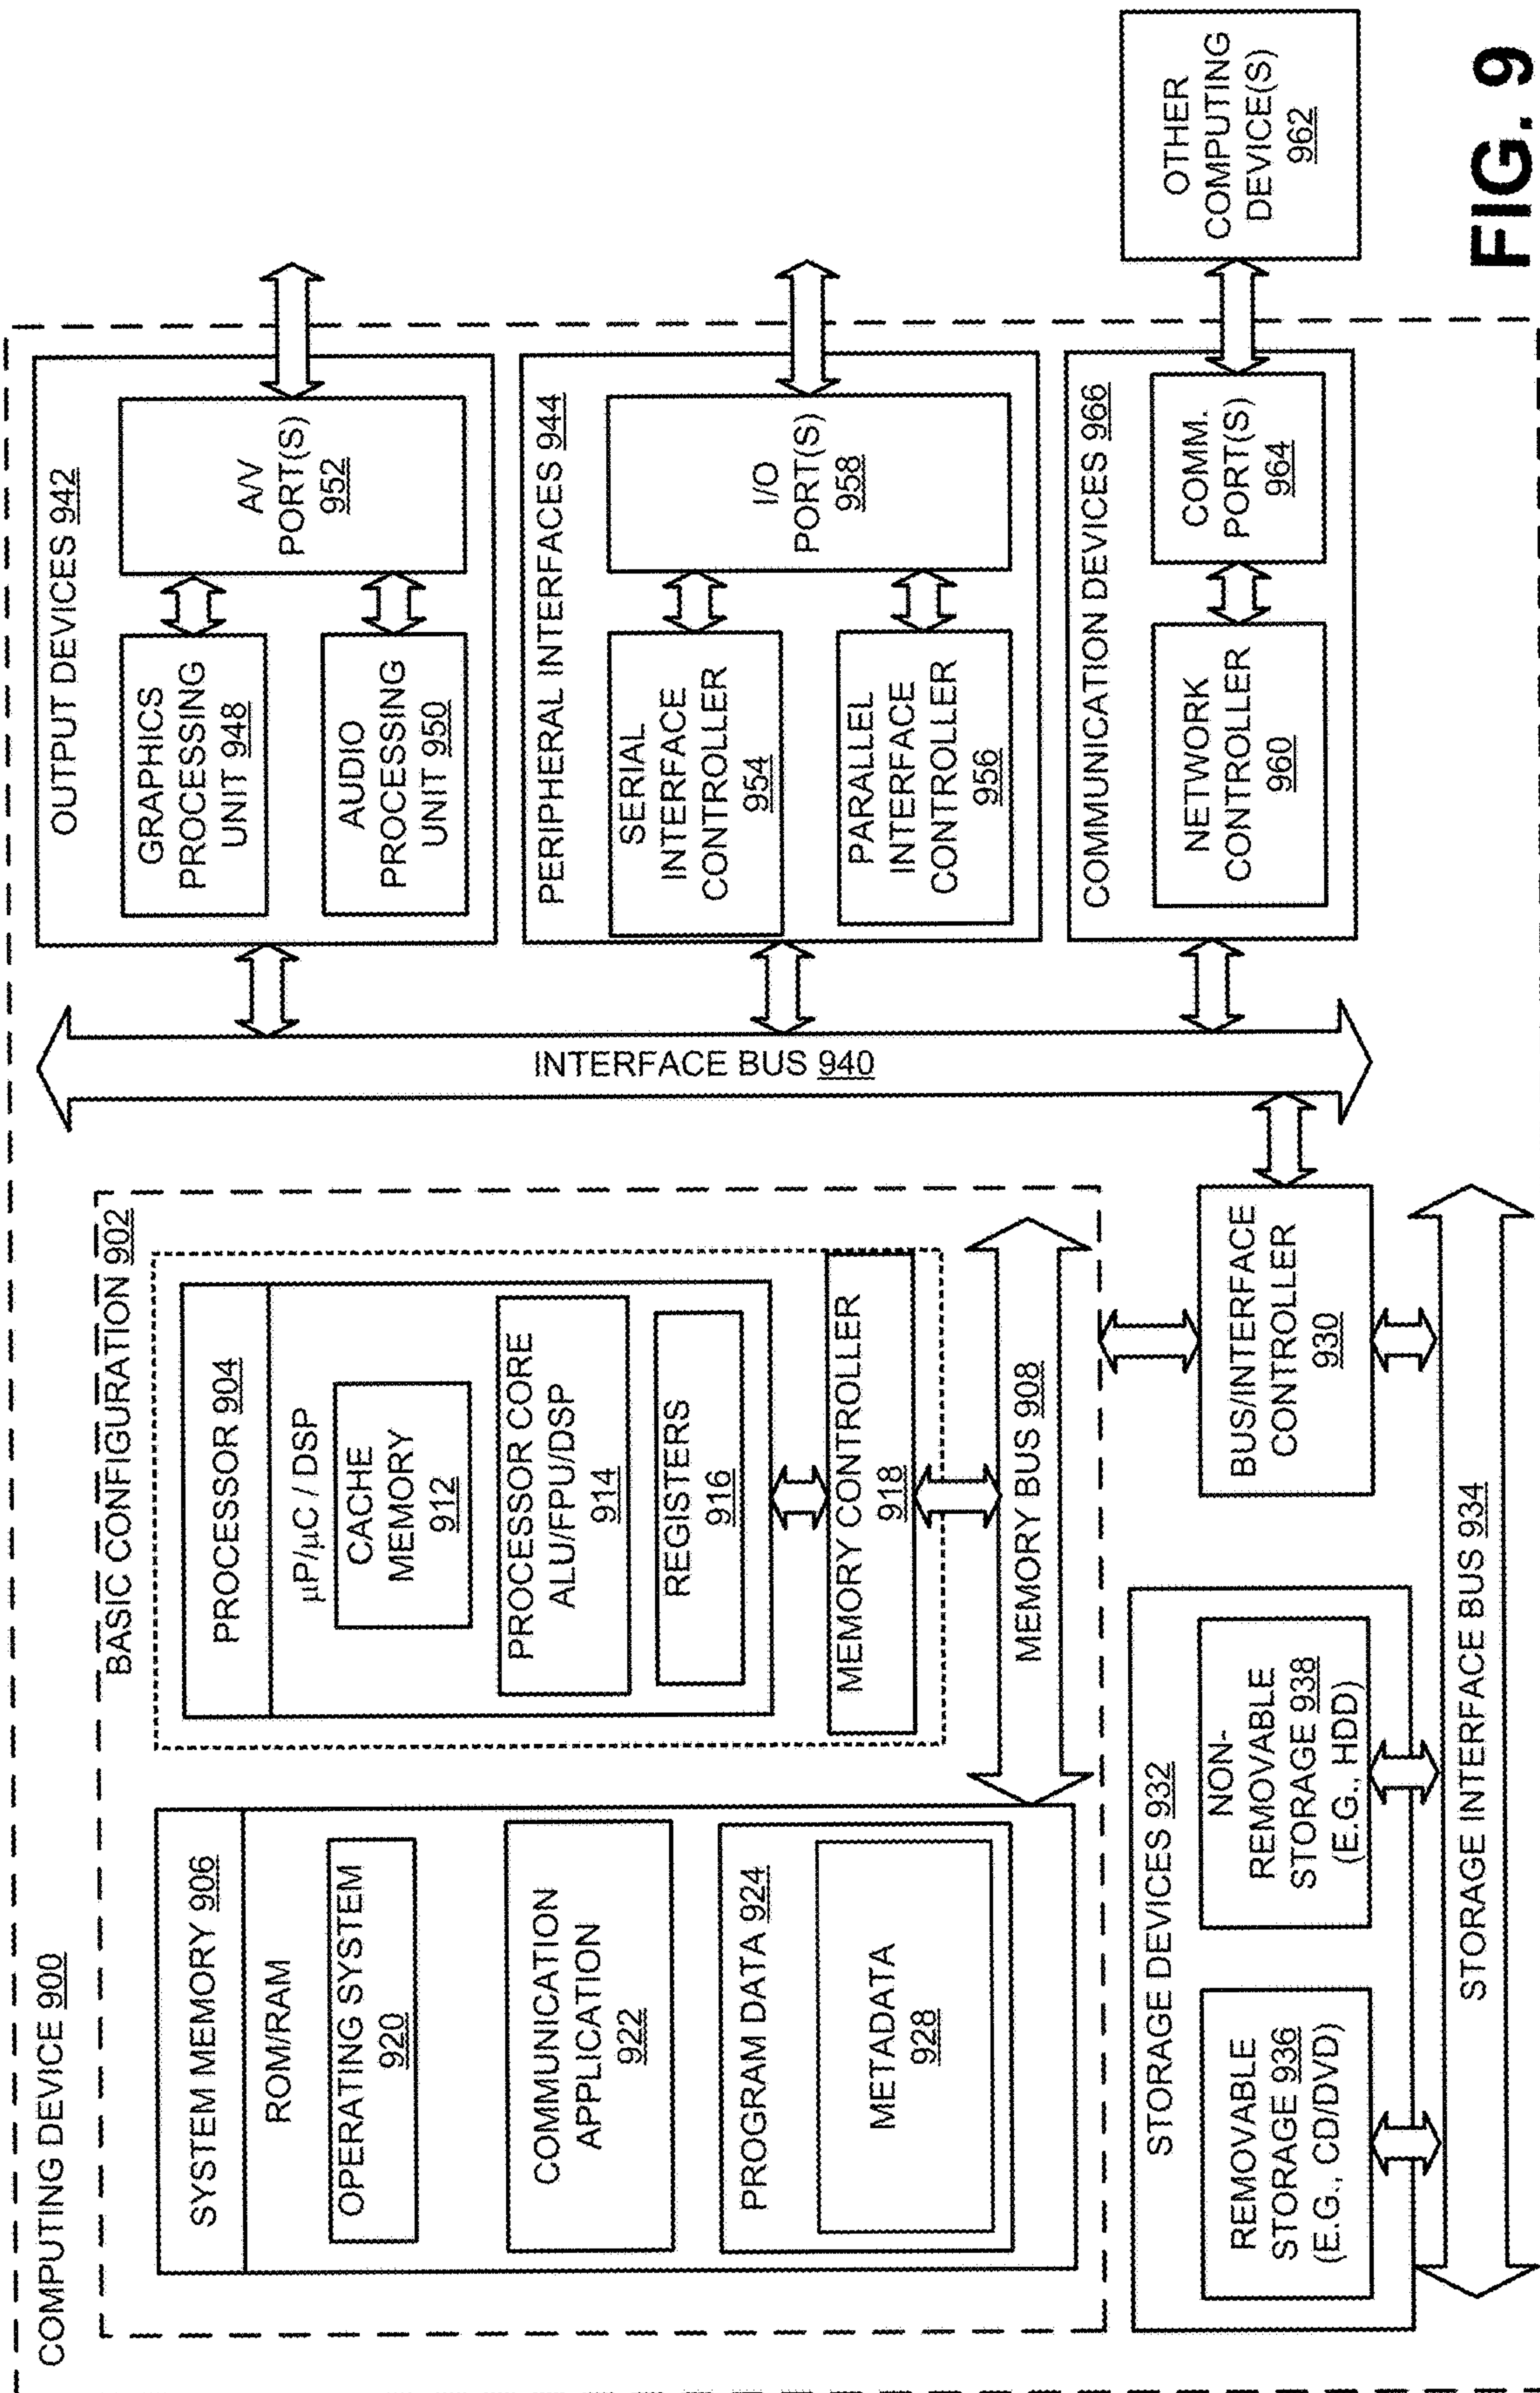 COMPUTING DEVICE 900
BASIC CONFIGURATION 902
SYSTEM MEMORY 906
ROM/RAM
OPERATING SYSTEM
920
COMMUNICATION
APPLICATION
922
PROGRAM DATA 924
METADATA
928
PROCESSOR 904
µP/µC / DSP
CACHE
MEMORY
912
PROCESSOR CORE
ALU/FPU/DSP
914
REGISTERS
916
MEMORY CONTROLLER
918
MEMORY BUS 908
STORAGE DEVICES 932
REMOVABLE
STORAGE 936
(E.G., CD/DVD)
NON-
REMOVABLE
STORAGE 938
(E.G., HDD)
BUS/INTERFACE
CONTROLLER
930
STORAGE INTERFACE BUS 934
INTERFACE BUS 940
OUTPUT DEVICES 942
GRAPHICS
PROCESSING
UNIT 948
AUDIO
PROCESSING
UNIT 950
A/V
PORT(S)
952
PERIPHERAL INTERFACES 944
SERIAL
INTERFACE
CONTROLLER
954
PARALLEL
INTERFACE
CONTROLLER
956
I/O
PORT(S)
958
COMMUNICATION DEVICES 966
NETWORK
CONTROLLER
960
COMM.
PORT(S)
964
OTHER
COMPUTING
DEVICE(S)
962
FIG. 9